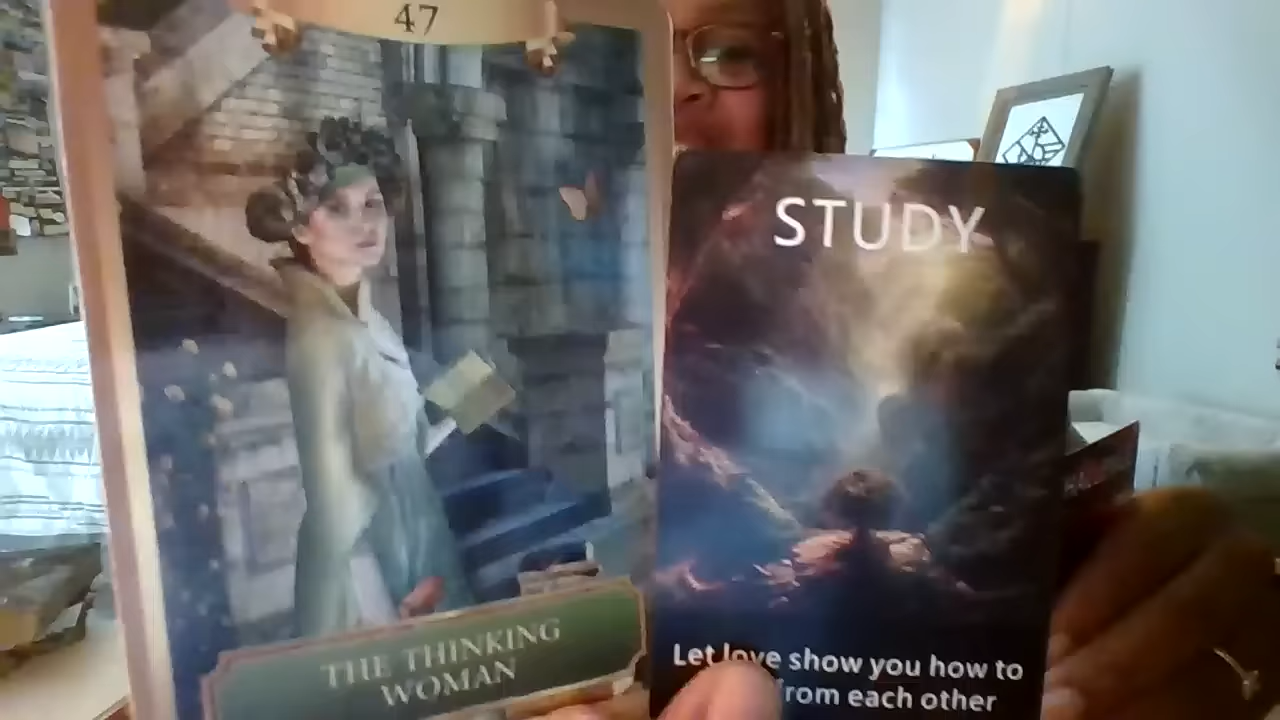 47
THE THINKING
WOMAN
STUDY
Let love show you how to
from each other